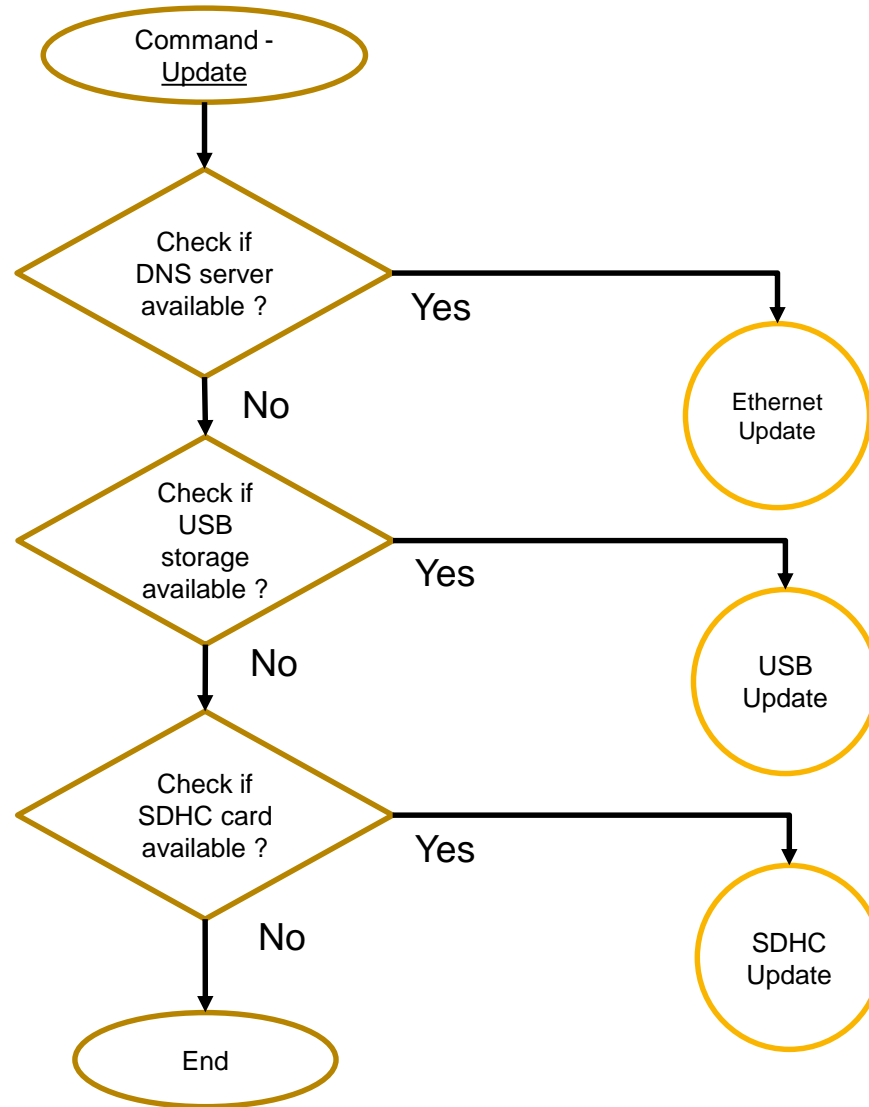 Command -
Update
Check if
DNS server
available ?
Yes
Ethernet
Update
No
Check if
USB
storage
available ?
Yes
USB
Update
No
Check if
SDHC card
available ?
Yes
SDHC
Update
No
End